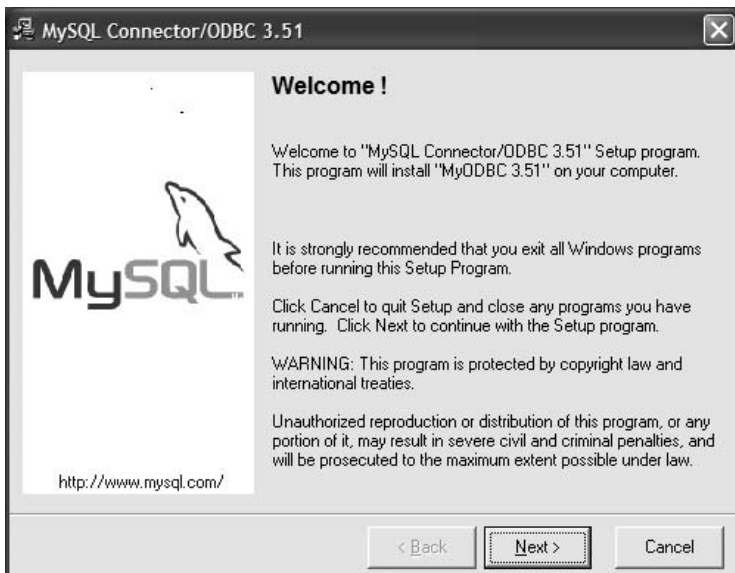 MySQL Connector/ODBC 3.51
Welcome !
Welcome to "MySQL Connector/ODBC 3.51" Setup program.
This program will install "MyODBC 3.51" on your computer.
It is strongly recommended that you exit all Windows programs
before running this Setup Program.
Click Cancel to quit Setup and close any programs you have
running. Click Next to continue with the Setup program.
WARNING: This program is protected by copyright law and
international treaties.
Unauthorized reproduction or distribution of this program, or any
portion of it, may result in severe civil and criminal penalties, and
will be prosecuted to the maximum extent possible under law.
MySQL
http://www.mysql.com/
< Back
Next >
Cancel